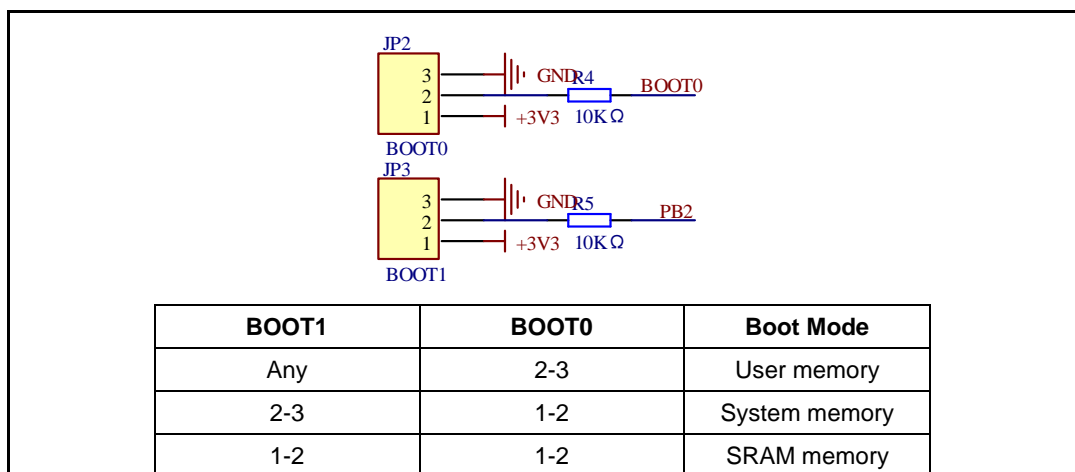 JP2
3 GND R4 BOOT0
2
1 +3V3 10KΩ
BOOT0
JP3
3 GND R5 PB2
2
1 +3V3 10KΩ
BOOT1
BOOT1 BOOT0 Boot Mode
Any 2-3 User memory
2-3 1-2 System memory
1-2 1-2 SRAM memory